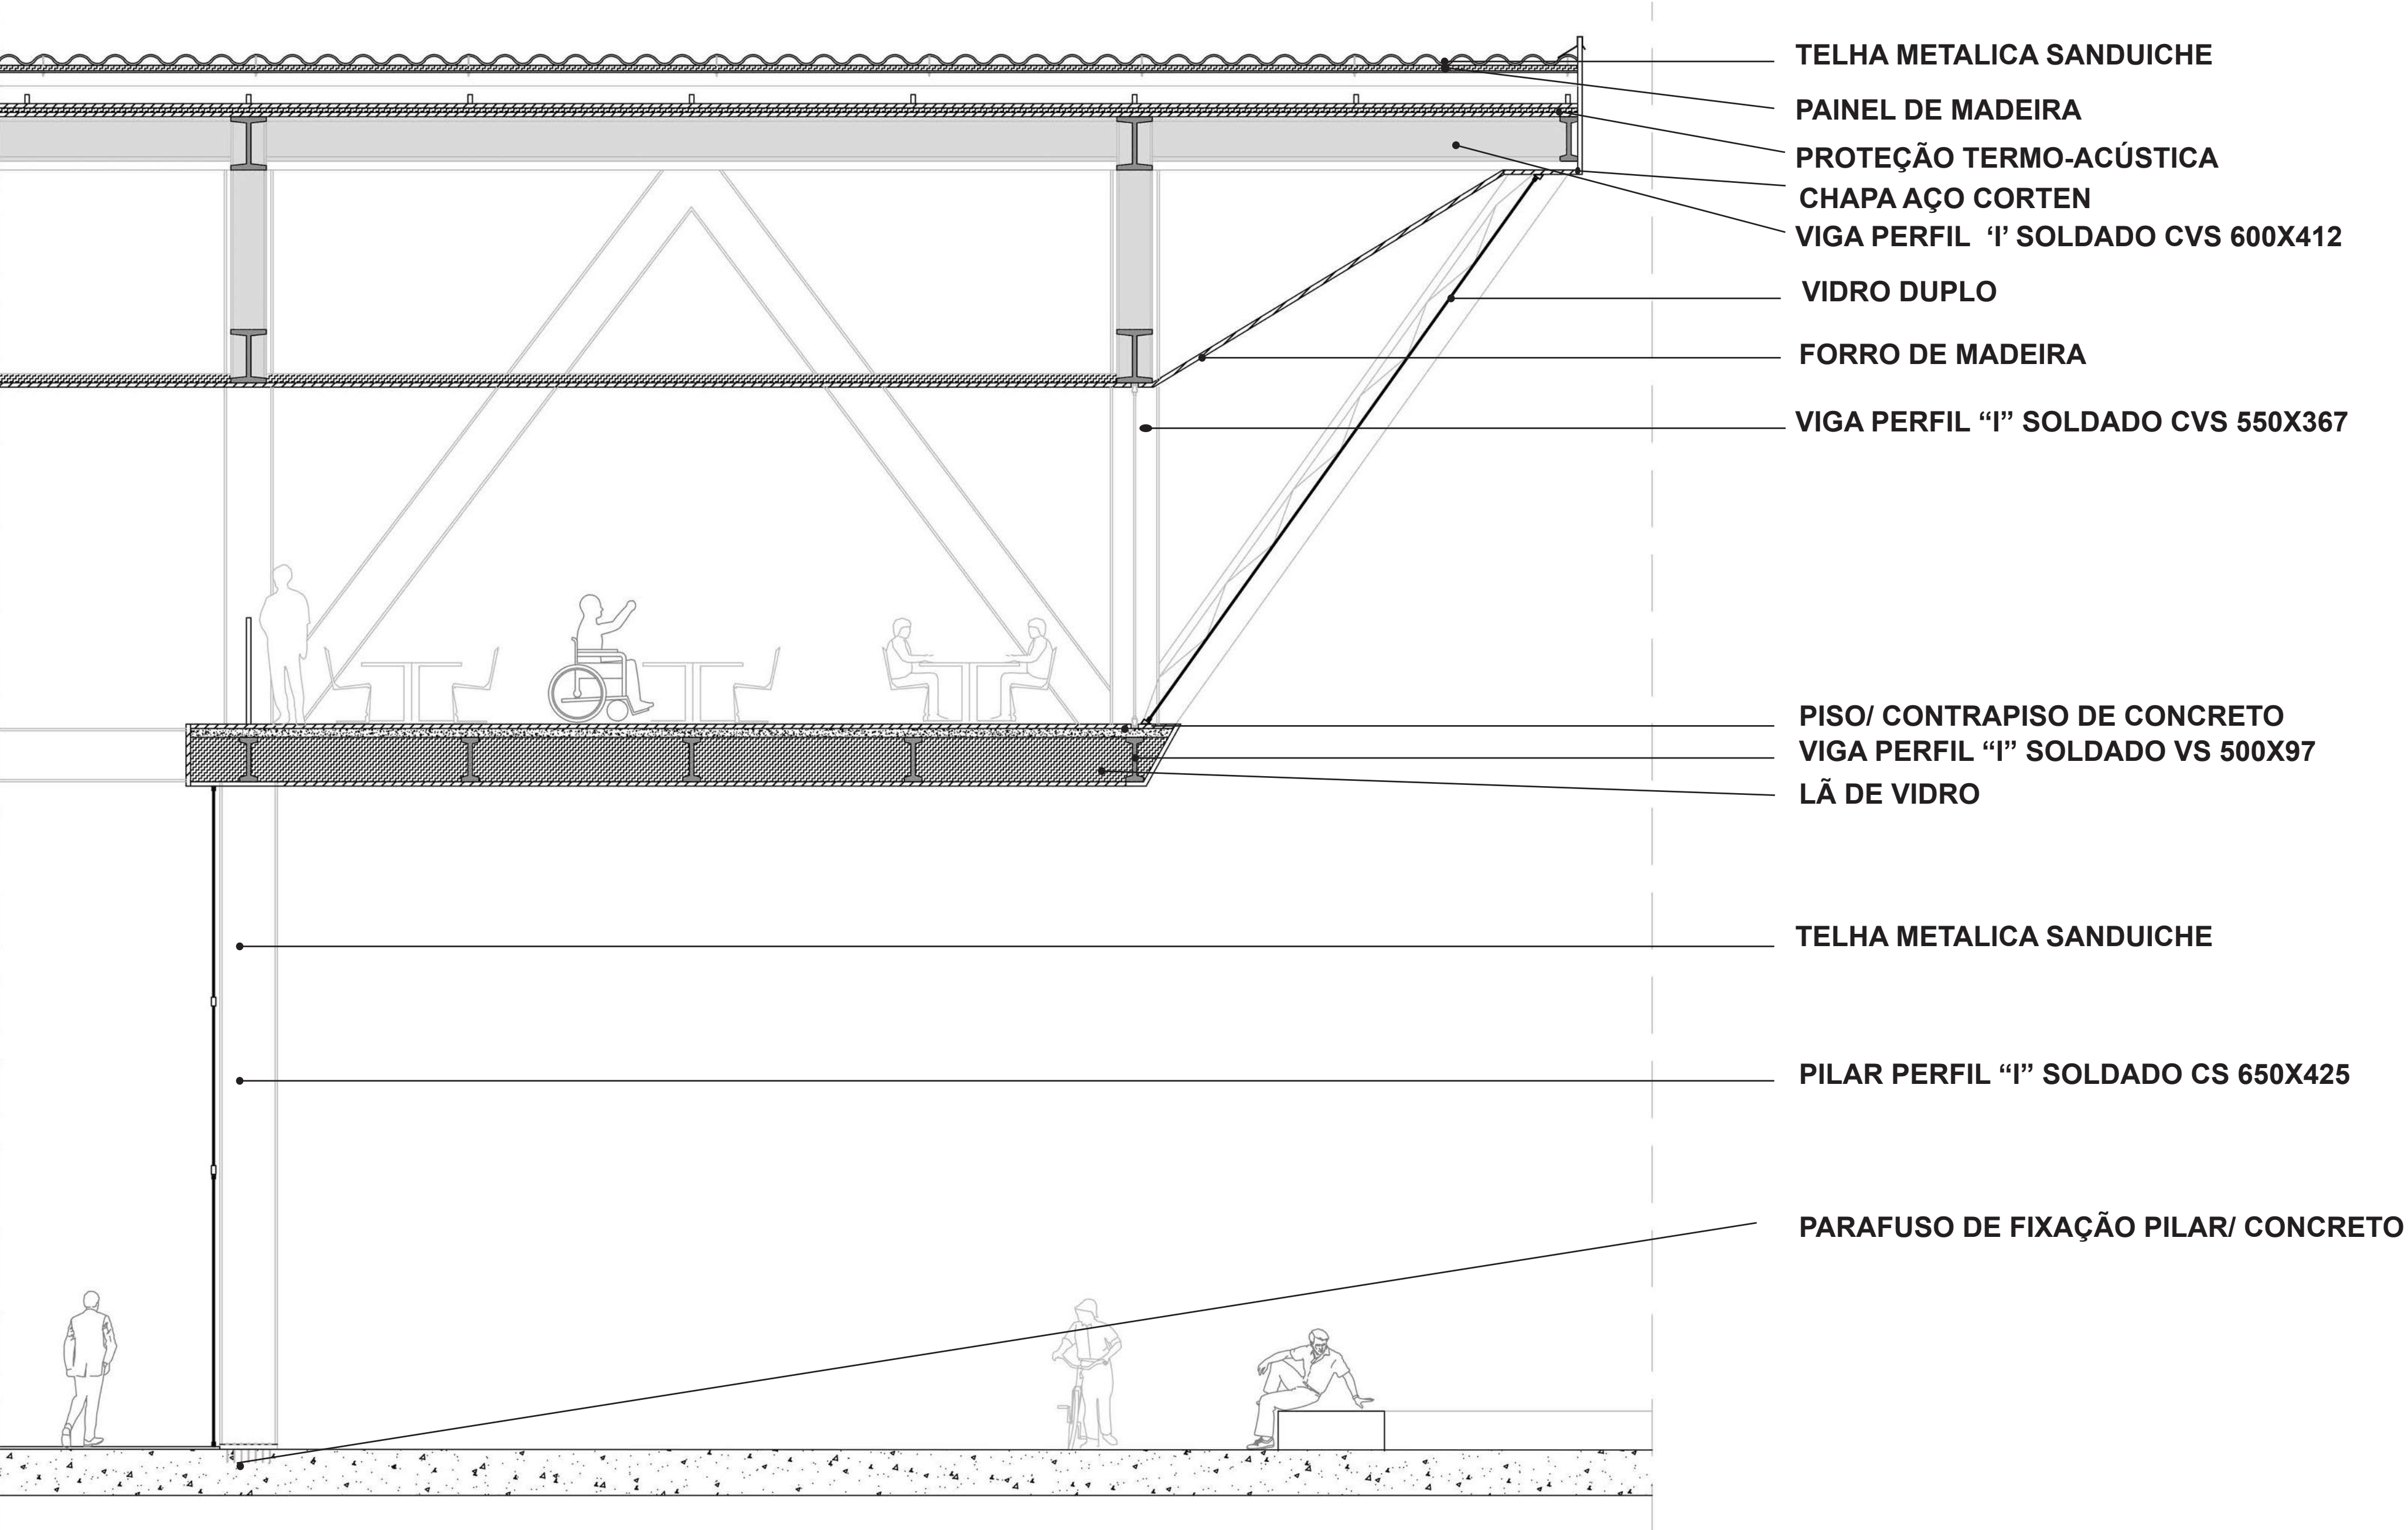 TELHA METALICA SANDUICHE
PAINEL DE MADEIRA
PROTEÇÃO TERMO-ACÚSTICA
CHAPA AÇO CORTEN
VIGA PERFIL ‘I’ SOLDADO CVS 600X412
VIDRO DUPLO
FORRO DE MADEIRA
VIGA PERFIL “I” SOLDADO CVS 550X367
PISO/ CONTRAPISO DE CONCRETO
VIGA PERFIL “I” SOLDADO VS 500X97
LÃ DE VIDRO
TELHA METALICA SANDUICHE
PILAR PERFIL “I” SOLDADO CS 650X425
PARAFUSO DE FIXAÇÃO PILAR/ CONCRETO